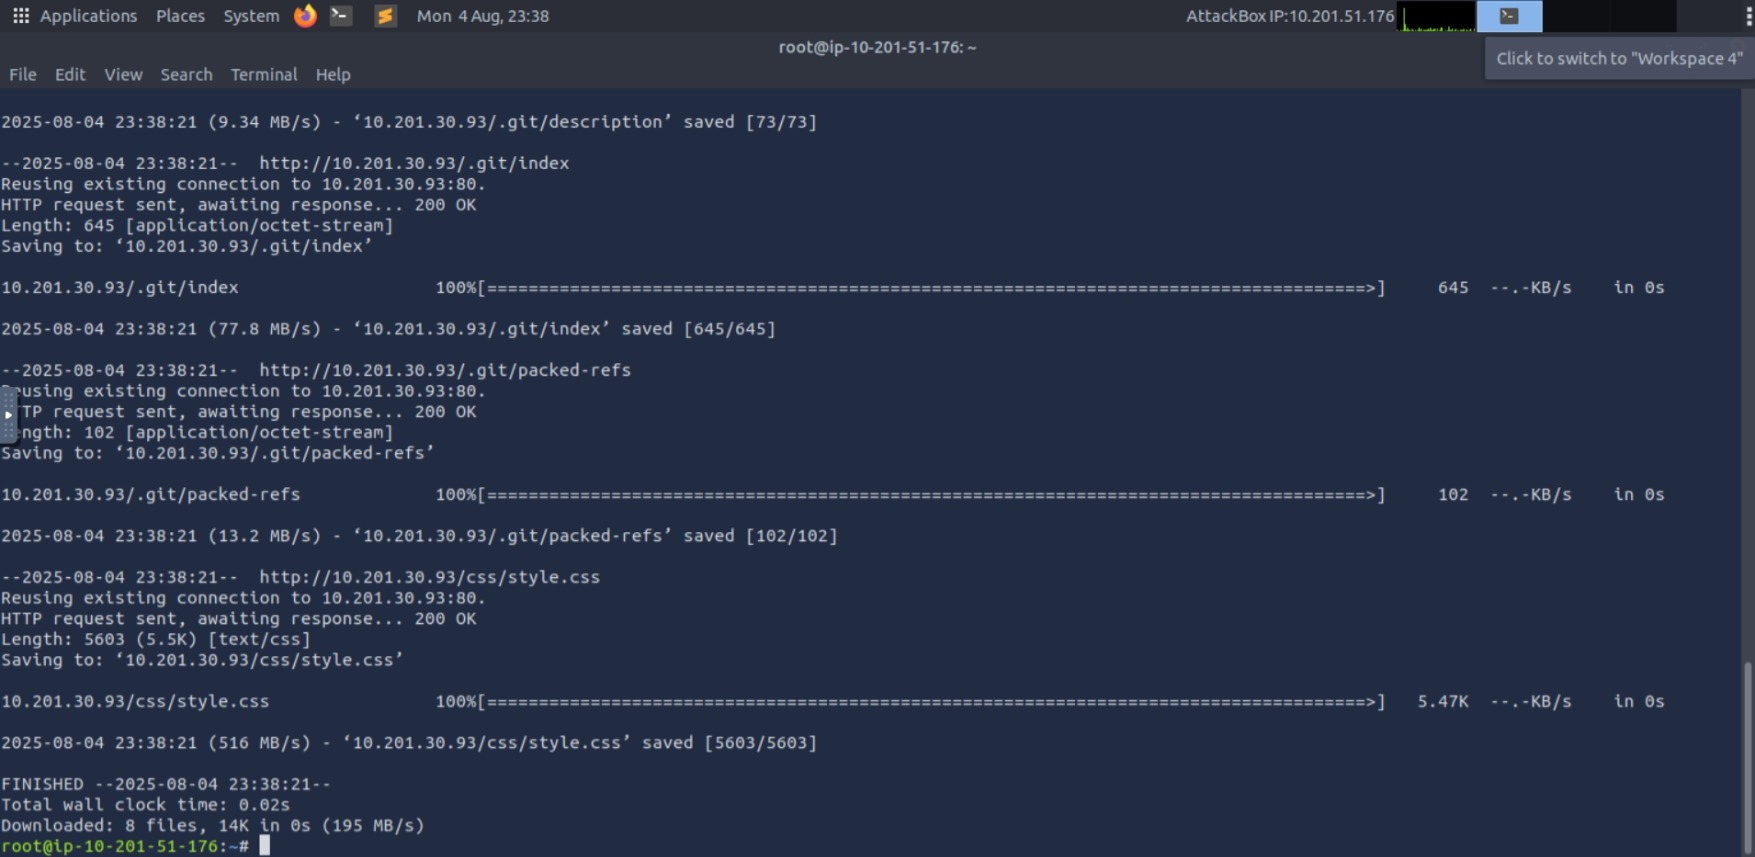 Applications Places System Mon 4 Aug, 23:38 AttackBox IP:10.201.51.176
root@ip-10-201-51-176: ~
Click to switch to "Workspace 4"
File Edit View Search Terminal Help
2025-08-04 23:38:21 (9.34 MB/s) - ‘10.201.30.93/.git/description’ saved [73/73]
--2025-08-04 23:38:21-- http://10.201.30.93/.git/index
Reusing existing connection to 10.201.30.93:80.
HTTP request sent, awaiting response... 200 OK
Length: 645 [application/octet-stream]
Saving to: ‘10.201.30.93/.git/index’
10.201.30.93/.git/index 100%[=====================================================================================>] 645 --.-KB/s in 0s
2025-08-04 23:38:21 (77.8 MB/s) - ‘10.201.30.93/.git/index’ saved [645/645]
--2025-08-04 23:38:21-- http://10.201.30.93/.git/packed-refs
Reusing existing connection to 10.201.30.93:80.
TP request sent, awaiting response... 200 OK
ength: 102 [application/octet-stream]
Saving to: ‘10.201.30.93/.git/packed-refs’
10.201.30.93/.git/packed-refs 100%[=====================================================================================>] 102 --.-KB/s in 0s
2025-08-04 23:38:21 (13.2 MB/s) - ‘10.201.30.93/.git/packed-refs’ saved [102/102]
--2025-08-04 23:38:21-- http://10.201.30.93/css/style.css
Reusing existing connection to 10.201.30.93:80.
HTTP request sent, awaiting response... 200 OK
Length: 5603 (5.5K) [text/css]
Saving to: ‘10.201.30.93/css/style.css’
10.201.30.93/css/style.css 100%[=====================================================================================>] 5.47K --.-KB/s in 0s
2025-08-04 23:38:21 (516 MB/s) - ‘10.201.30.93/css/style.css’ saved [5603/5603]
FINISHED --2025-08-04 23:38:21--
Total wall clock time: 0.02s
Downloaded: 8 files, 14K in 0s (195 MB/s)
root@ip-10-201-51-176:~#